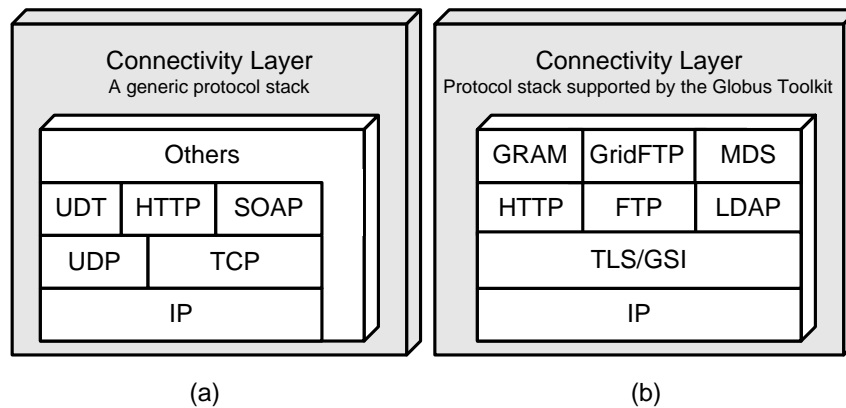 Connectivity Layer
A generic protocol stack
Others
UDT HTTP SOAP
UDP TCP
IP
(a)
Connectivity Layer
Protocol stack supported by the Globus Toolkit
GRAM GridFTP MDS
HTTP FTP LDAP
TLS/GSI
IP
(b)